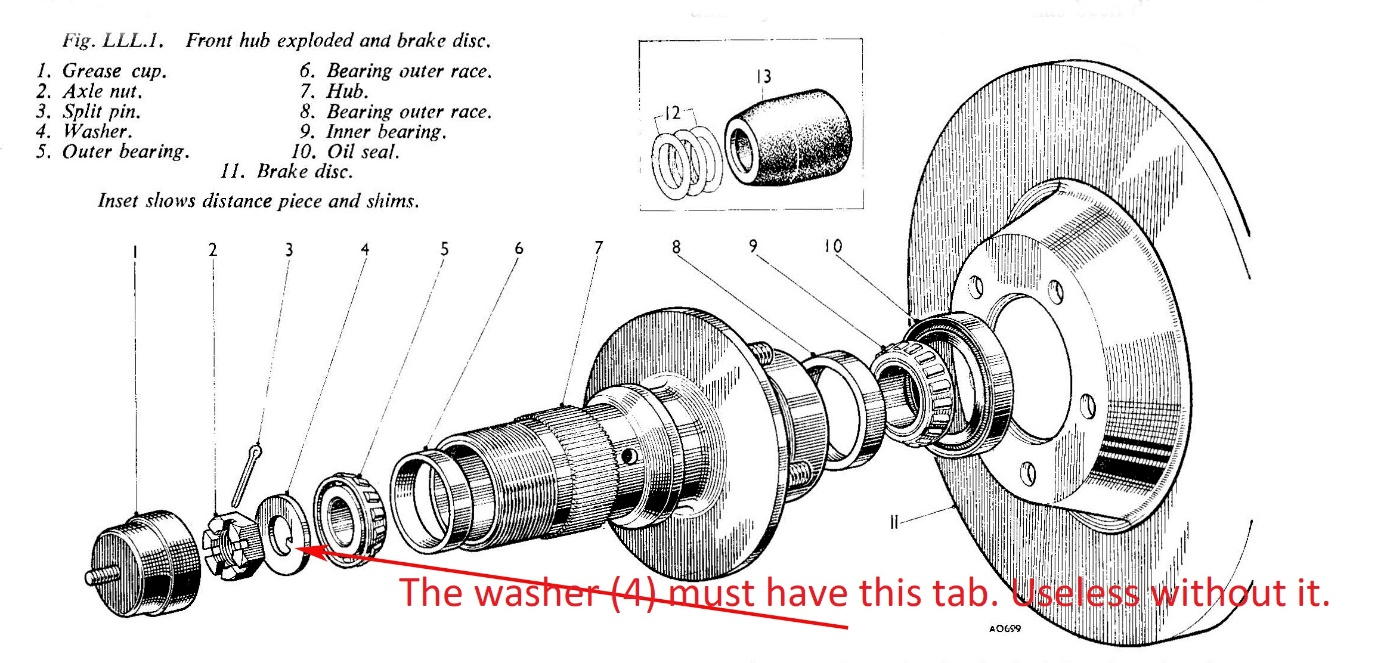 Fig. LLL.1. Front hub exploded and brake disc.
1. Grease cup.
2. Axle nut.
3. Split pin.
4. Washer.
5. Outer bearing.
6. Bearing outer race.
7. Hub.
8. Bearing outer race.
9. Inner bearing.
10. Oil seal.
11. Brake disc.
Inset shows distance piece and shims.
13
12
1 2 3 4 5 6 7 8 9 10
11
The washer (4) must have this tab. Useless without it.
AO699